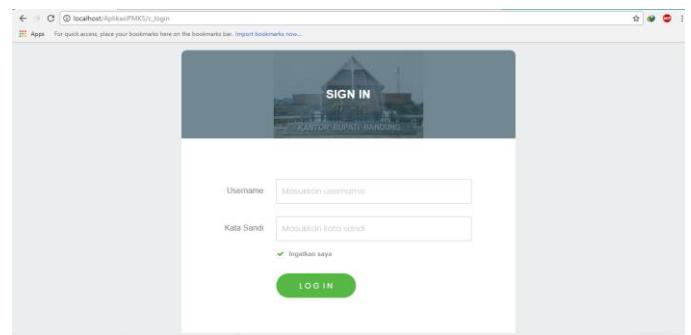 localhost/AplikasiPMKS/c_login
Apps For quick access, place your bookmarks here on the bookmarks bar. Import bookmarks now...
SIGN IN
KANTOR BUPATI BANDUNG
Username Masukkan username
Kata Sandi Masukkan kata sandi
Ingatkan saya
LOG IN